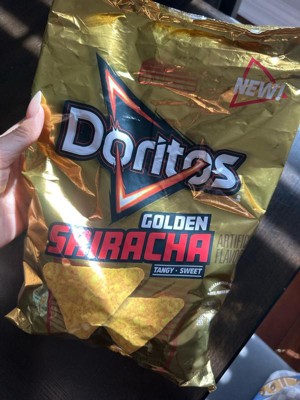 NEW!
Doritos
GOLDEN
SRIRACHA
TANGY · SWEET